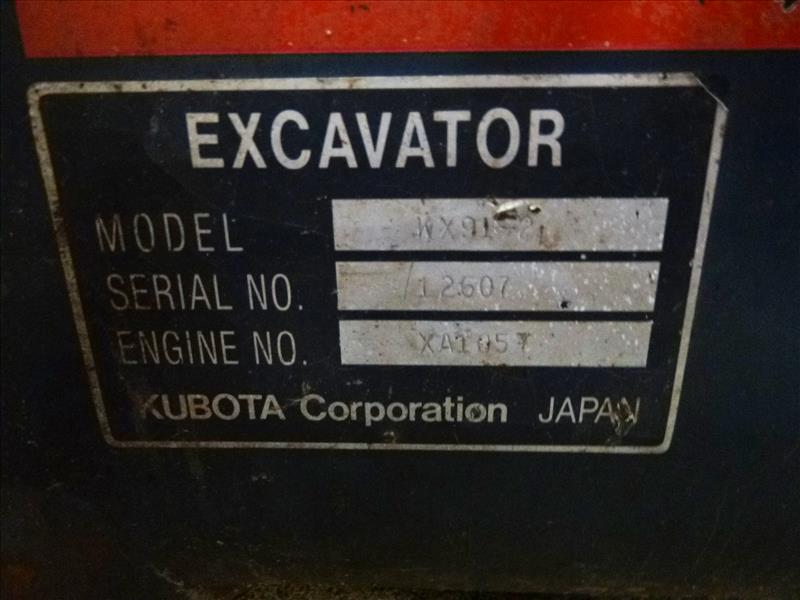 EXCAVATOR
MODEL
SERIAL NO. 12607
ENGINE NO.
KUBOTA Corporation JAPAN